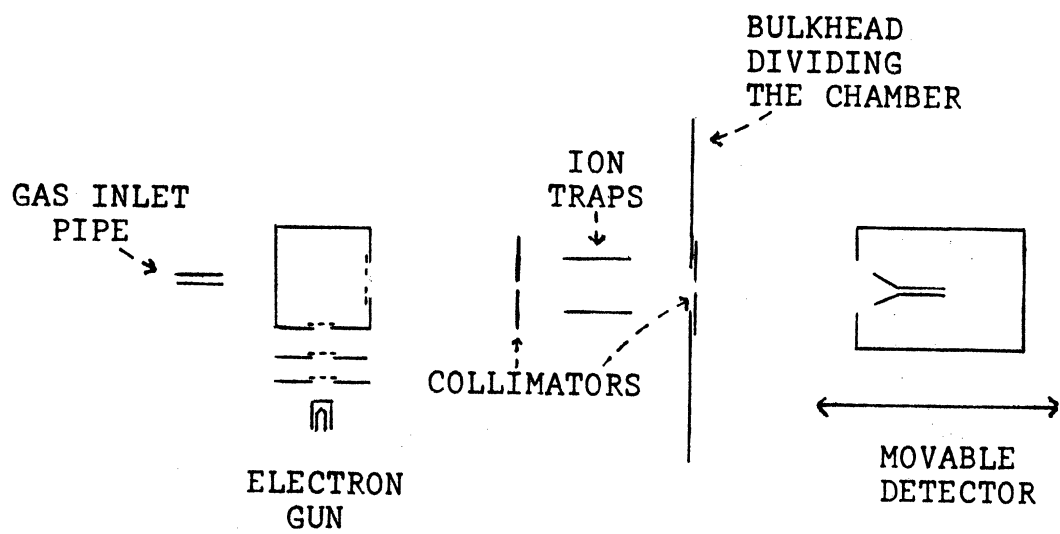 BULKHEAD
DIVIDING
THE CHAMBER
ION
TRAPS
GAS INLET
PIPE
COLLIMATORS
ELECTRON
GUN
MOVABLE
DETECTOR